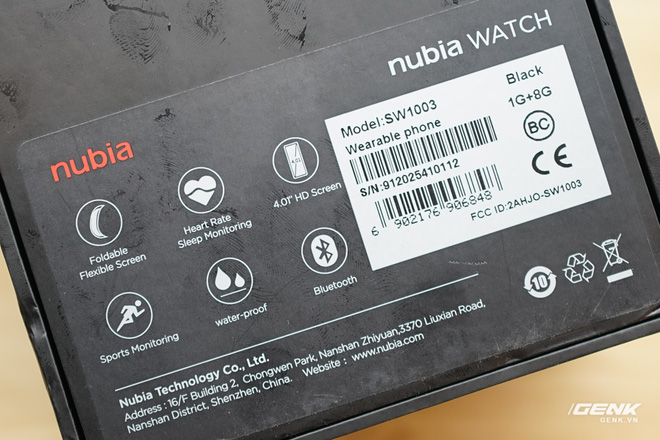 nubia WATCH
nubia
Foldable
Flexible Screen
Heart Rate
Sleep Monitoring
4.01
4.01" HD Screen
Sports Monitoring
water-proof
Bluetooth
Model:SW1003
Wearable phone
S/N:912025410112
6 902176 906848
Black
1G+8G
BC
CE
FCC ID:2AHJO-SW1003
10
Nubia Technology Co., Ltd.
Address : 16/F Building 2, Chongwen Park, Nanshan Zhiyuan,3370 Liuxian Road,
Nanshan District, Shenzhen, China. Website : www.nubia.com
GENK
GENK.VN